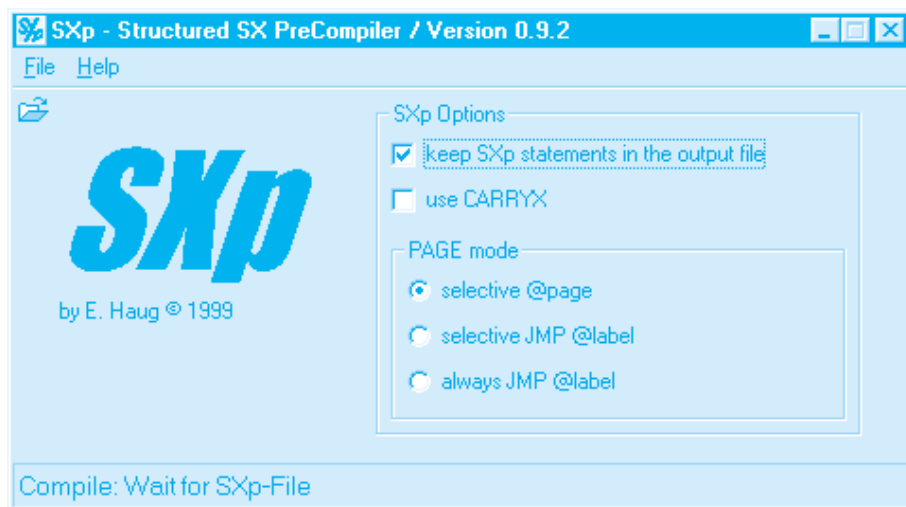 SXp - Structured SX PreCompiler / Version 0.9.2
File Help
SXp Options
keep SXp statements in the output file
use CARRYX
PAGE mode
selective @page
selective JMP @label
always JMP @label
SXp
by E. Haug © 1999
Compile: Wait for SXp-File